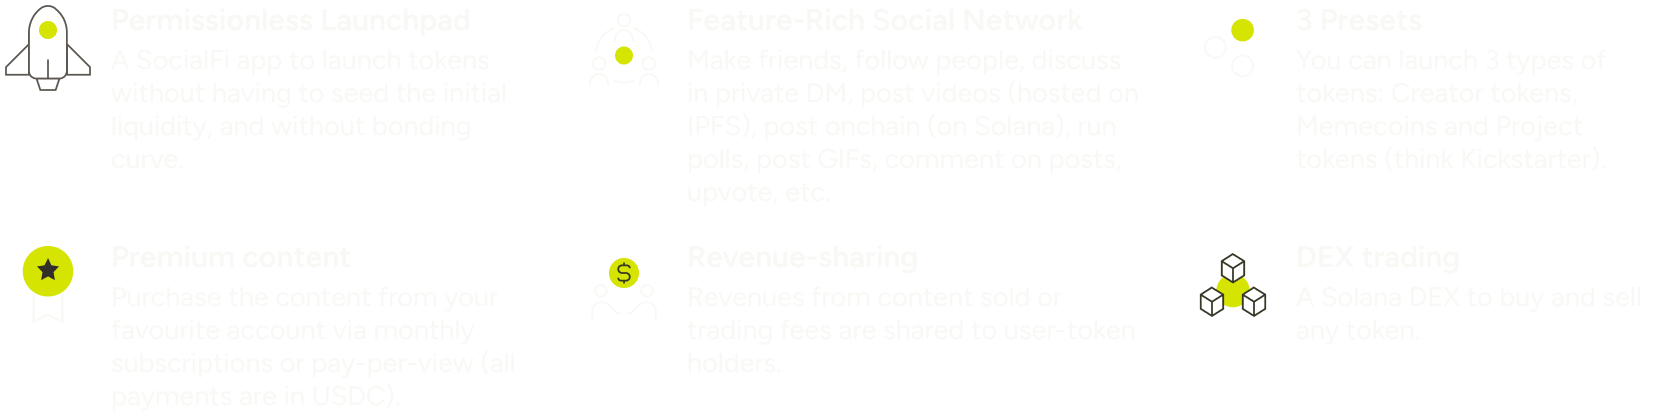 Permissionless Launchpad
A SocialFi app to launch tokens
without having to seed the initial
liquidity, and without bonding
curve.
Feature-Rich Social Network
Make friends, follow people, discuss
in private DM, post videos (hosted on
IPFS), post onchain (on Solana), run
polls, post GIFs, comment on posts,
upvote, etc.
3 Presets
You can launch 3 types of
tokens: Creator tokens,
Memecoins and Project
tokens (think Kickstarter).
Premium content
Purchase the content from your
favourite account via monthly
subscriptions or pay-per-view (all
payments are in USDC).
$
Revenue-sharing
Revenues from content sold or
trading fees are shared to user-token
holders.
DEX trading
A Solana DEX to buy and sell
any token.